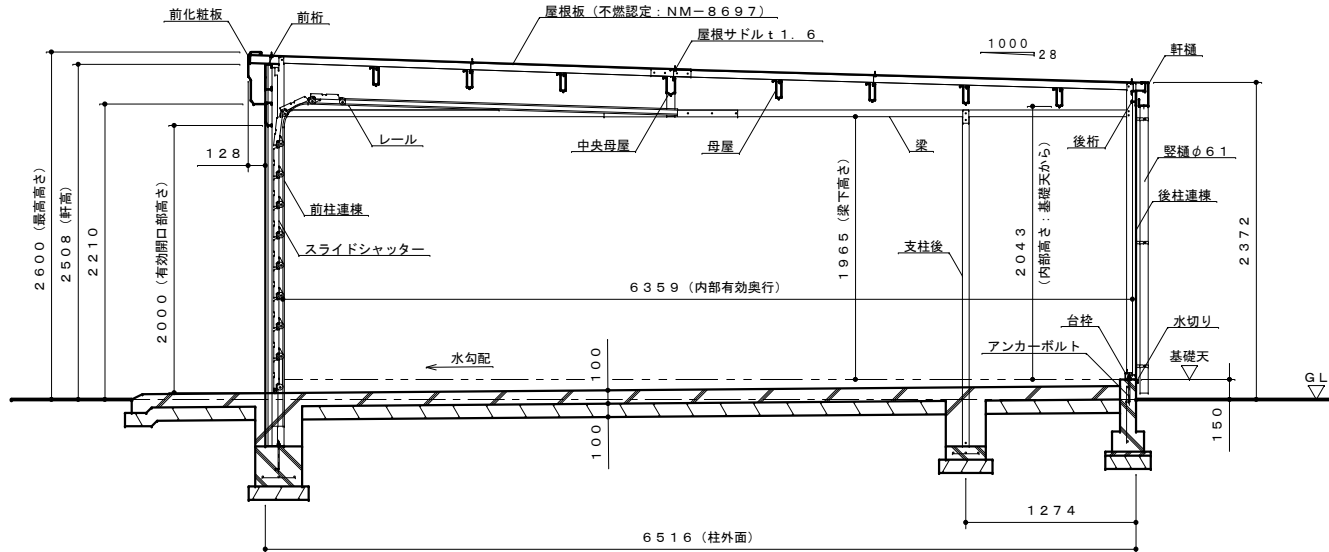 屋根板（不燃認定：ＮＭ－８６９７）
前化粧板
前桁
屋根サドルｔ１．６
１０００
２８
軒樋
レール
中央母屋
母屋
梁
後桁
竪樋φ６１
１２８
前柱連棟
後柱連棟
スライドシャッター
支柱後
２６００（最高高さ）
２５０８（軒高）
２２１０
２０００（有効開口部高さ）
１９６５（梁下高さ）
２０４３
（内部高さ：基礎天から）
２３７２
６３５９（内部有効奥行）
台枠
水切り
アンカーボルト
基礎天
水勾配
１００
１００
ＧＬ
１５０
１２７４
６５１６（柱外面）